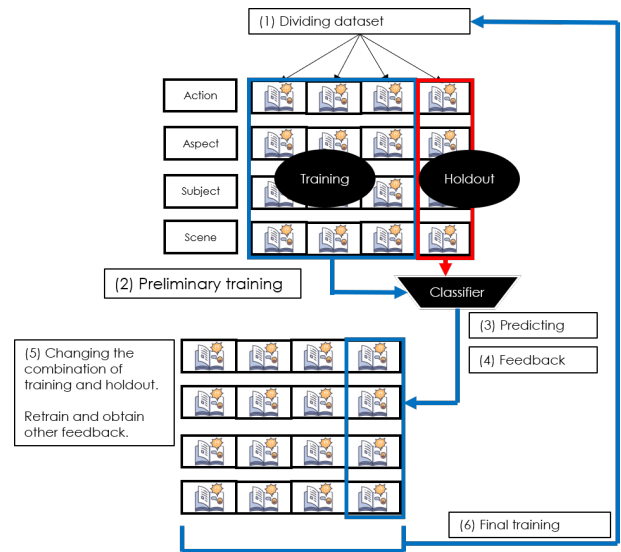 (1) Dividing dataset
Action
Aspect
Subject
Scene
Training
Holdout
(2) Preliminary training
Classifier
(3) Predicting
(4) Feedback
(5) Changing the
combination of
training and holdout.
Retrain and obtain
other feedback.
(6) Final training